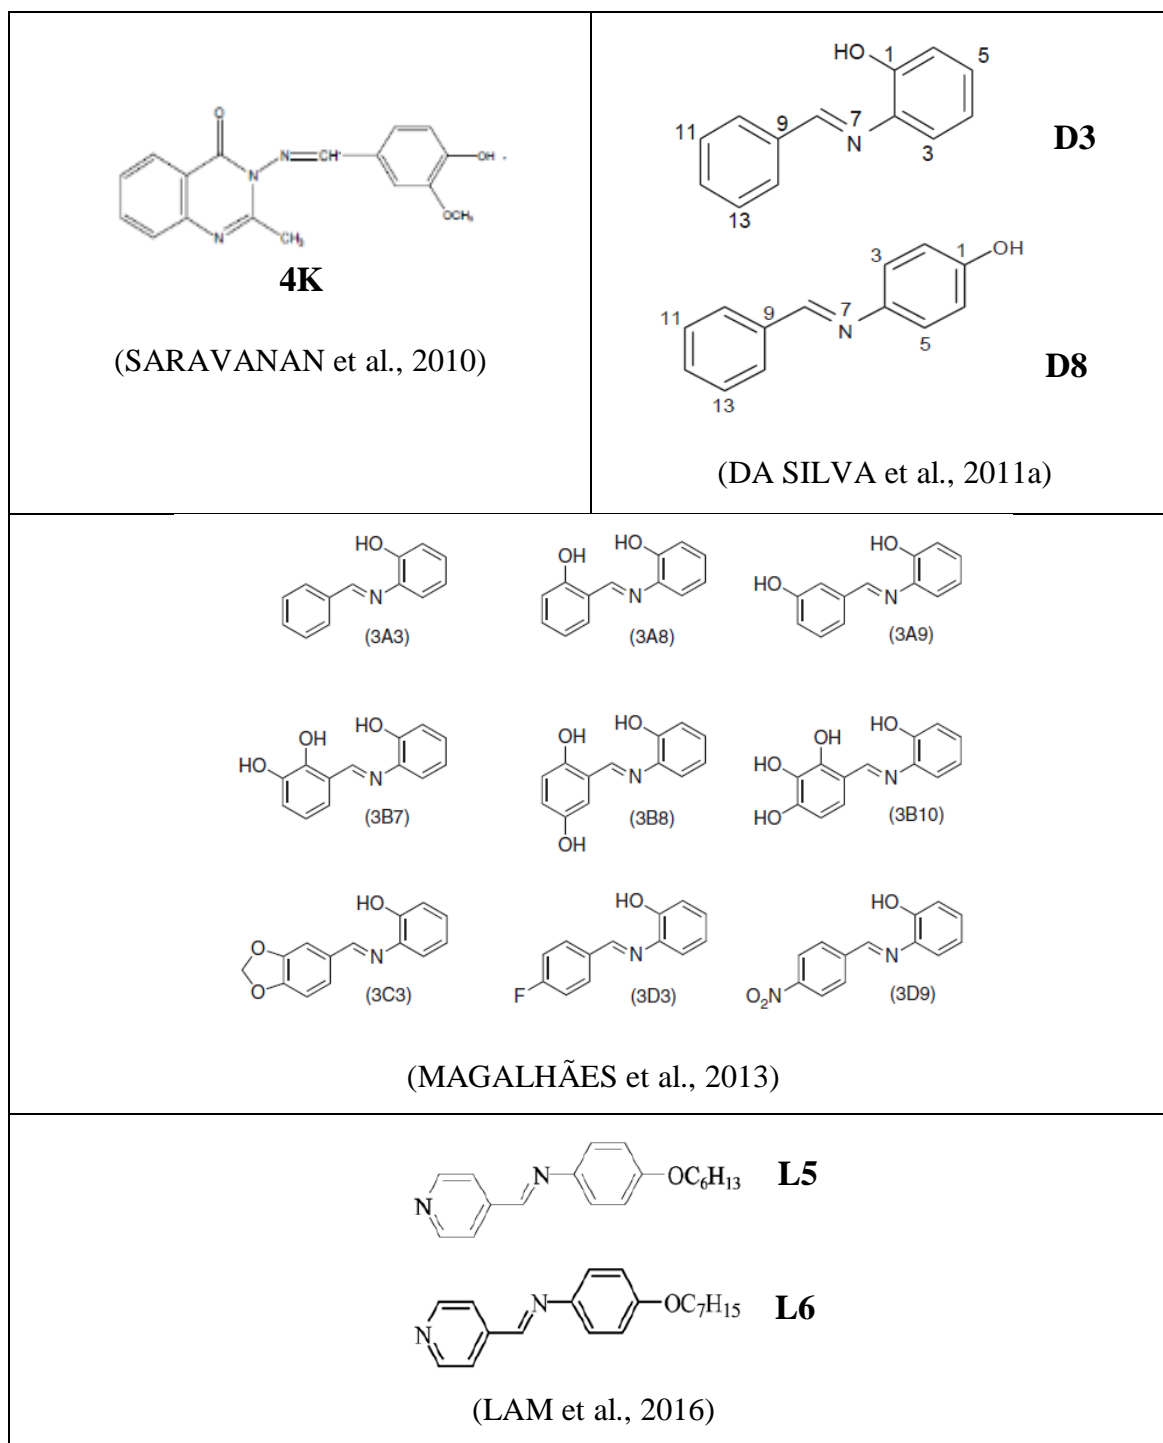 O
N
N
CH
OH
OCH₃
N
CH₃
4K
(SARAVANAN et al., 2010)
HO
1
5
11
9
7
N
3
13
D3
3
1
OH
11
9
7
N
5
13
D8
(DA SILVA et al., 2011a)
HO
N
(3A3)
OH
HO
N
(3A8)
HO
HO
N
(3A9)
HO
OH
HO
N
(3B7)
HO
OH
N
OH
(3B8)
HO
OH
HO
N
HO
(3B10)
HO
O
N
O
(3C3)
HO
N
F
(3D3)
HO
N
O₂N
(3D9)
(MAGALHÃES et al., 2013)
N
N
OC₆H₁₃
L5
N
N
OC₇H₁₅
L6
(LAM et al., 2016)